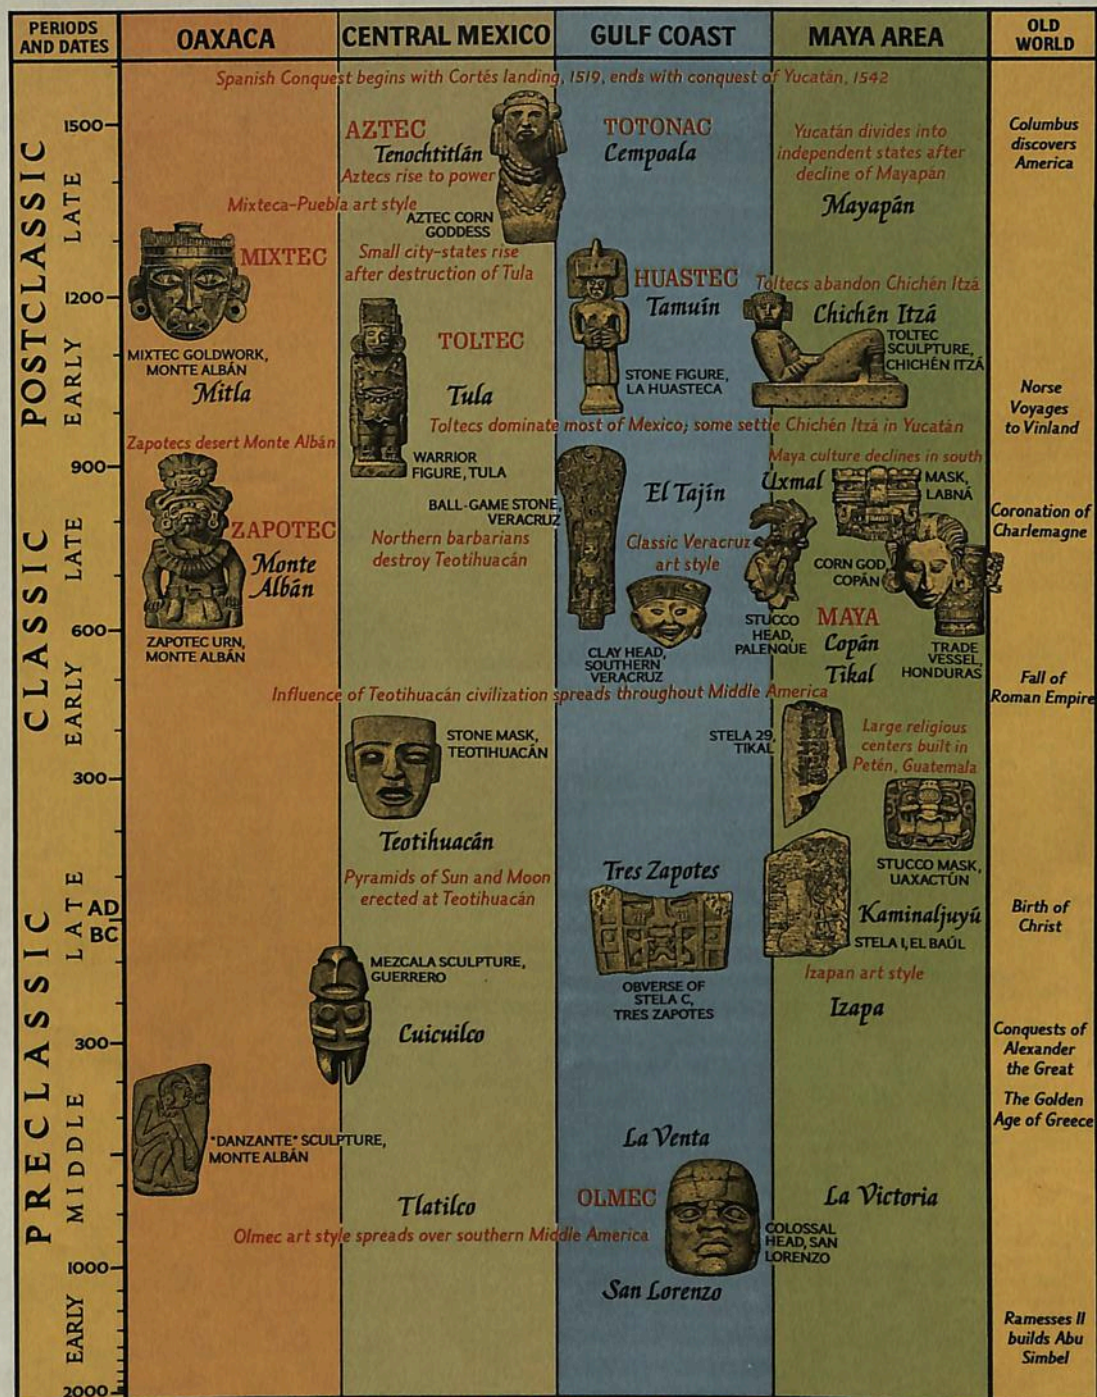 PERIODS
AND DATES
OAXACA
CENTRAL MEXICO
GULF COAST
MAYA AREA
OLD
WORLD
Spanish Conquest begins with Cortés landing, 1519, ends with conquest of Yucatán, 1542
POSTCLASSIC
LATE
EARLY
CLASSIC
LATE
EARLY
PRECLASSIC
LATE
MIDDLE
EARLY
1500
1200
900
600
300
AD
BC
300
1000
2000
Mixteca-Puebla art style
MIXTEC
MIXTEC GOLDWORK,
MONTE ALBÁN
Mitla
Zapotecs desert Monte Albán
ZAPOTEC
Monte
Albán
ZAPOTEC URN,
MONTE ALBÁN
"DANZANTE" SCULPTURE,
MONTE ALBÁN
AZTEC
Tenochtitlán
Aztecs rise to power
AZTEC CORN
GODDESS
Small city-states rise
after destruction of Tula
TOLTEC
Tula
Toltecs dominate most of Mexico; some settle Chichén Itzá in Yucatán
WARRIOR
FIGURE, TULA
Northern barbarians
destroy Teotihuacán
Influence of Teotihuacán civilization spreads throughout Middle America
STONE MASK,
TEOTIHUACÁN
Teotihuacán
Pyramids of Sun and Moon
erected at Teotihuacán
MEZCALA SCULPTURE,
GUERRERO
Cuicuilco
Tlatilco
Olmec art style spreads over southern Middle America
TOTONAC
Cempoala
HUASTEC
Tamuín
STONE FIGURE,
LA HUASTECA
BALL-GAME STONE,
VERACRUZ
El Tajín
Classic Veracruz
art style
CLAY HEAD,
SOUTHERN
VERACRUZ
Tres Zapotes
OBVERSE OF
STELA C,
TRES ZAPOTES
La Venta
OLMEC
COLOSSAL
HEAD, SAN
LORENZO
San Lorenzo
Yucatán divides into
independent states after
decline of Mayapán
Mayapán
Toltecs abandon Chichén Itzá
Chichén Itzá
TOLTEC
SCULPTURE,
CHICHÉN ITZÁ
Maya culture declines in south
Uxmal
MASK,
LABNÁ
CORN GOD,
COPÁN
STUCCO
HEAD,
PALENQUE
MAYA
Copán
Tikal
TRADE
VESSEL,
HONDURAS
STELA 29,
TIKAL
Large religious
centers built in
Petén, Guatemala
STUCCO MASK,
UAXACTÚN
Kaminaljuyú
STELA I, EL BAÚL
Izapan art style
Izapa
La Victoria
Columbus
discovers
America
Norse
Voyages
to Vinland
Coronation of
Charlemagne
Fall of
Roman Empire
Birth of
Christ
Conquests of
Alexander
the Great
The Golden
Age of Greece
Ramesses II
builds Abu
Simbel